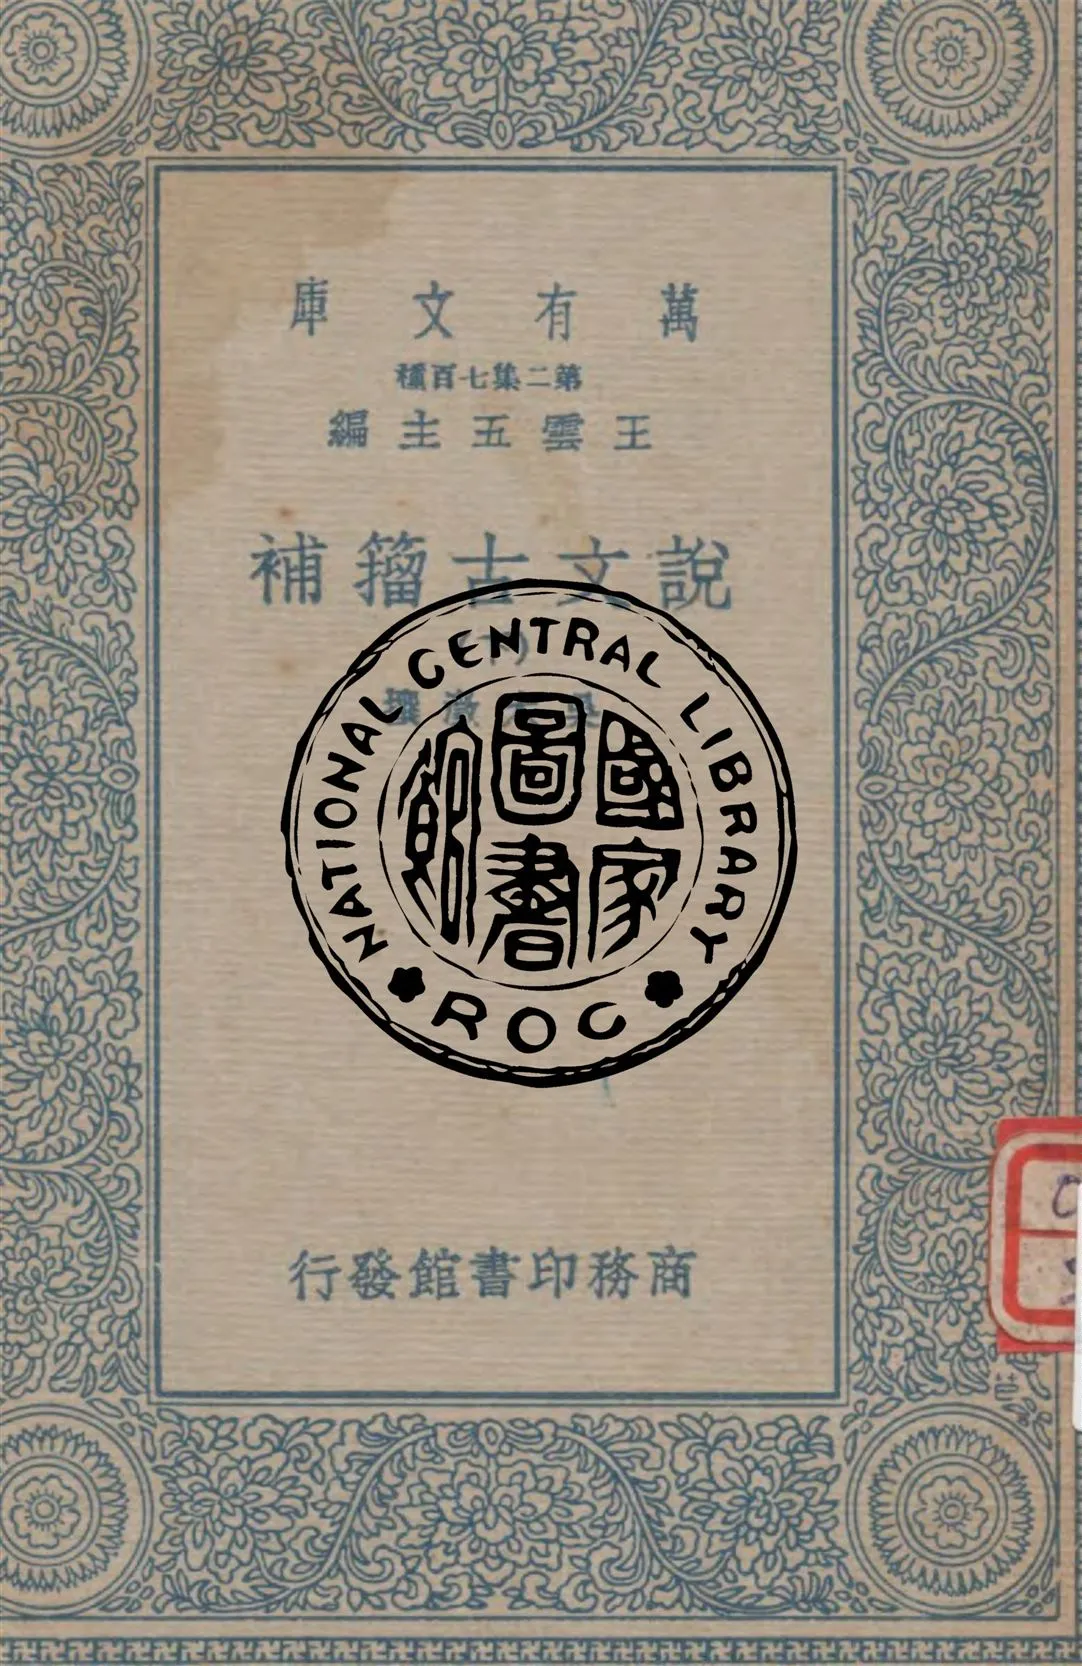 萬有文庫
第二集七百種
王雲五主編
說文古籀補
商務印書館發行
NATIONAL CENTRAL LIBRARY
國家圖書館
ROC